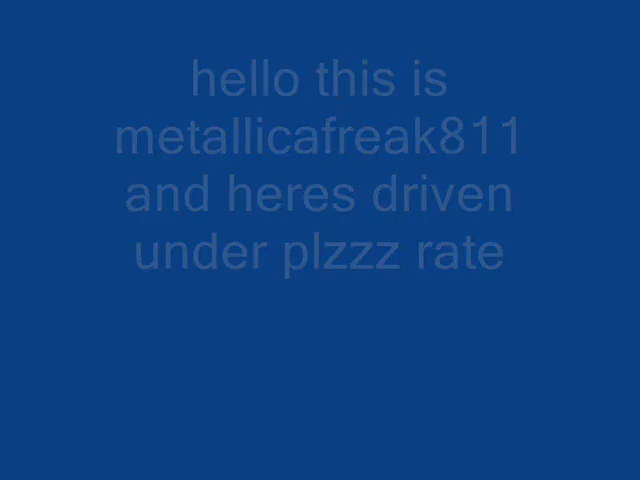 hello this is
metallicafreak811
and heres driven
under plzzz rate